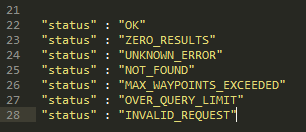 21
22 "status" : "OK"
23 "status" : "ZERO_RESULTS"
24 "status" : "UNKNOWN_ERROR"
25 "status" : "NOT_FOUND"
26 "status" : "MAX_WAYPOINTS_EXCEEDED"
27 "status" : "OVER_QUERY_LIMIT"
28 "status" : "INVALID_REQUEST"